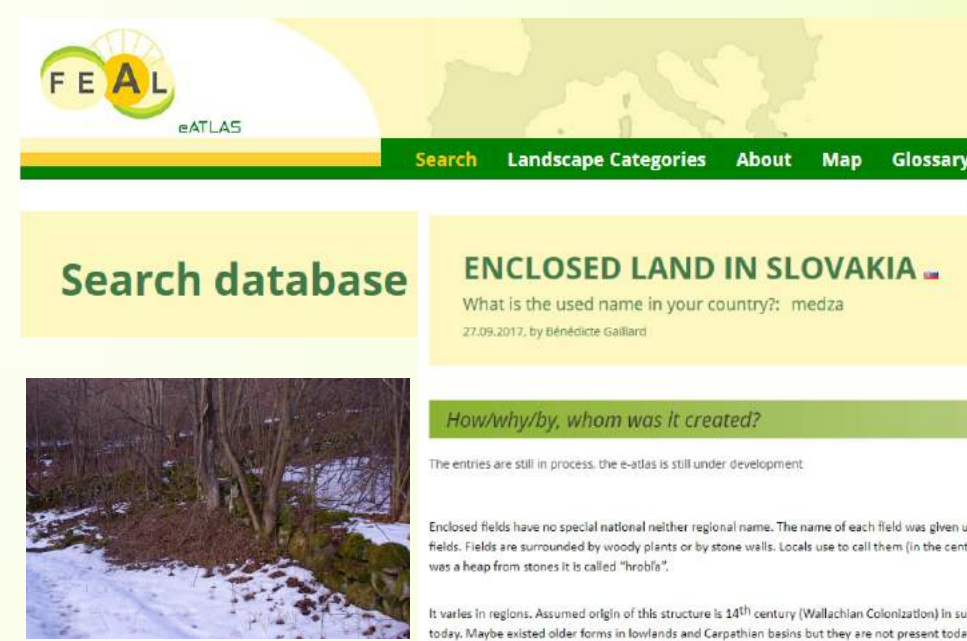 FEAL
eATLAS
Search Landscape Categories About Map Glossary
Search database
ENCLOSED LAND IN SLOVAKIA
What is the used name in your country?: medza
27.09.2017, by Bénédicte Gaillard
How/why/by, whom was it created?
The entries are still in process. the e-atlas is still under development
Enclosed fields have no special national neither regional name. The name of each field was given
fields. Fields are surrounded by woody plants or by stone walls. Locals use to call them (in the
was a heap from stones it is called "hrobľa".
It varies in regions. Assumed origin of this structure is 14th century (Wallachian Colonization) in
today. Maybe existed older forms in lowlands and Carpathian basins but they are not present